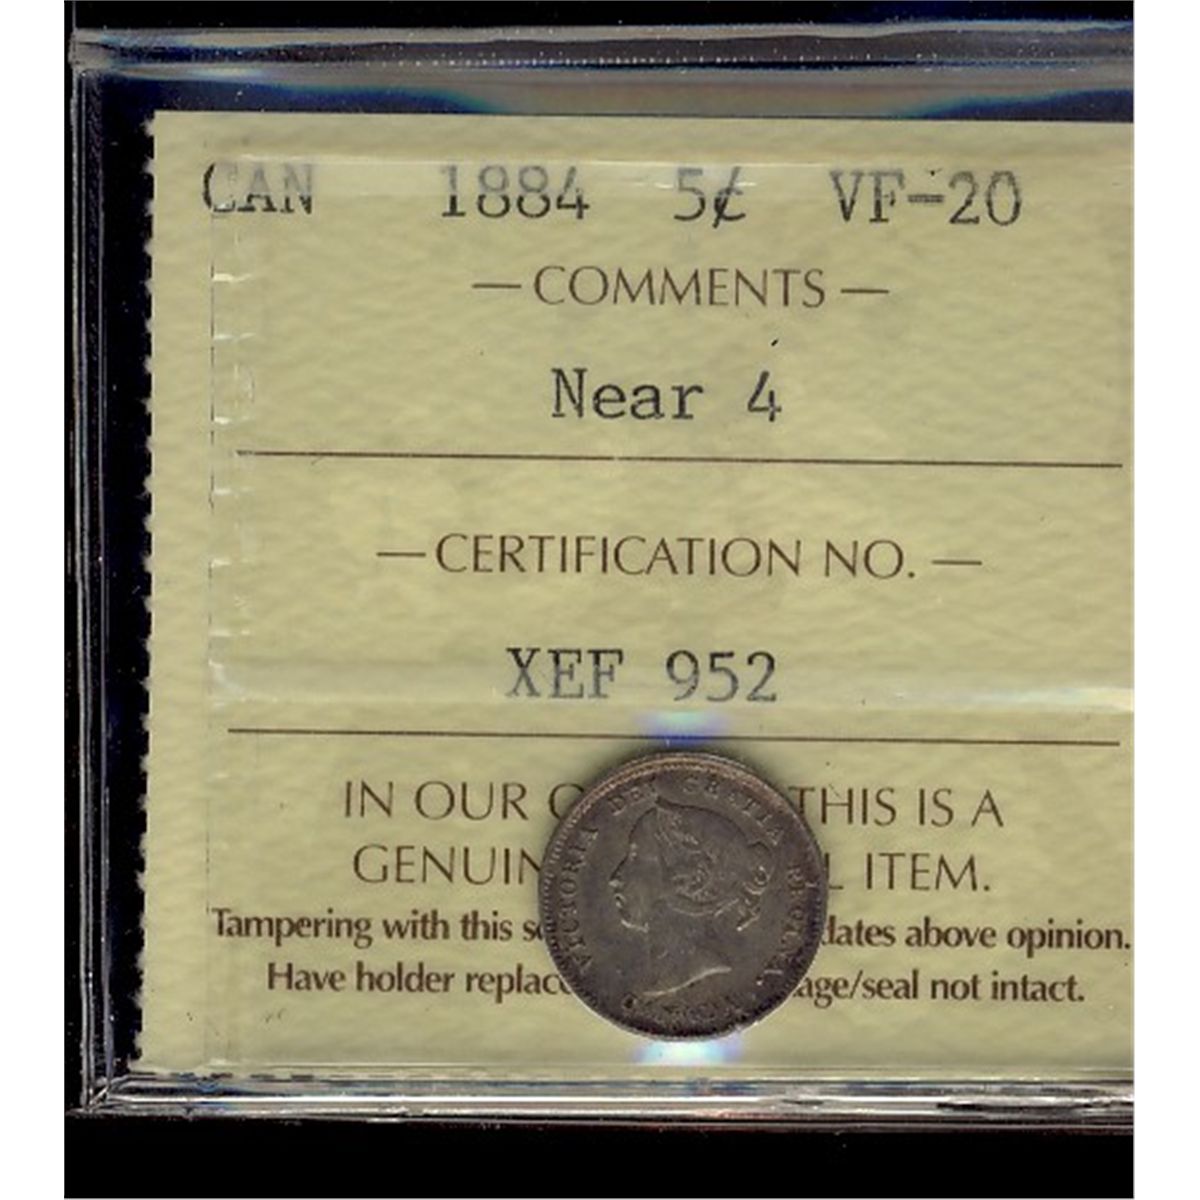 CAN 1884 5¢ VF-20
— COMMENTS —
Near 4
— CERTIFICATION NO. —
XEF 952
IN OUR THIS IS A
GENUIN ITEM.
Tampering with this dates above opinion.
Have holder replac age/seal not intact.
VICTORIA DEI GRATIA REGINA.